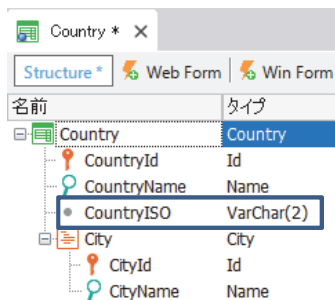 Country *
Structure * Web Form Win Form
名前 タイプ
Country Country
CountryId Id
CountryName Name
CountryISO VarChar(2)
City City
CityId Id
CityName Name